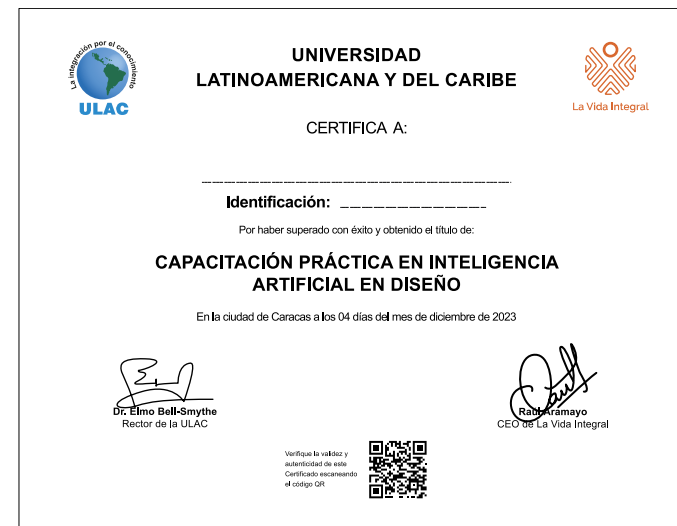 La integración por el conocimiento
ULAC
UNIVERSIDAD
LATINOAMERICANA Y DEL CARIBE
La Vida Integral
CERTIFICA A:
Identificación:
Por haber superado con éxito y obtenido el título de:
CAPACITACIÓN PRÁCTICA EN INTELIGENCIA
ARTIFICIAL EN DISEÑO
En la ciudad de Caracas a los 04 días del mes de diciembre de 2023
Dr. Elmo Bell-Smythe
Rector de la ULAC
Raúl Aramayo
CEO de La Vida Integral
Verifique la validez y
autenticidad de este
Certificado escaneando
el código QR